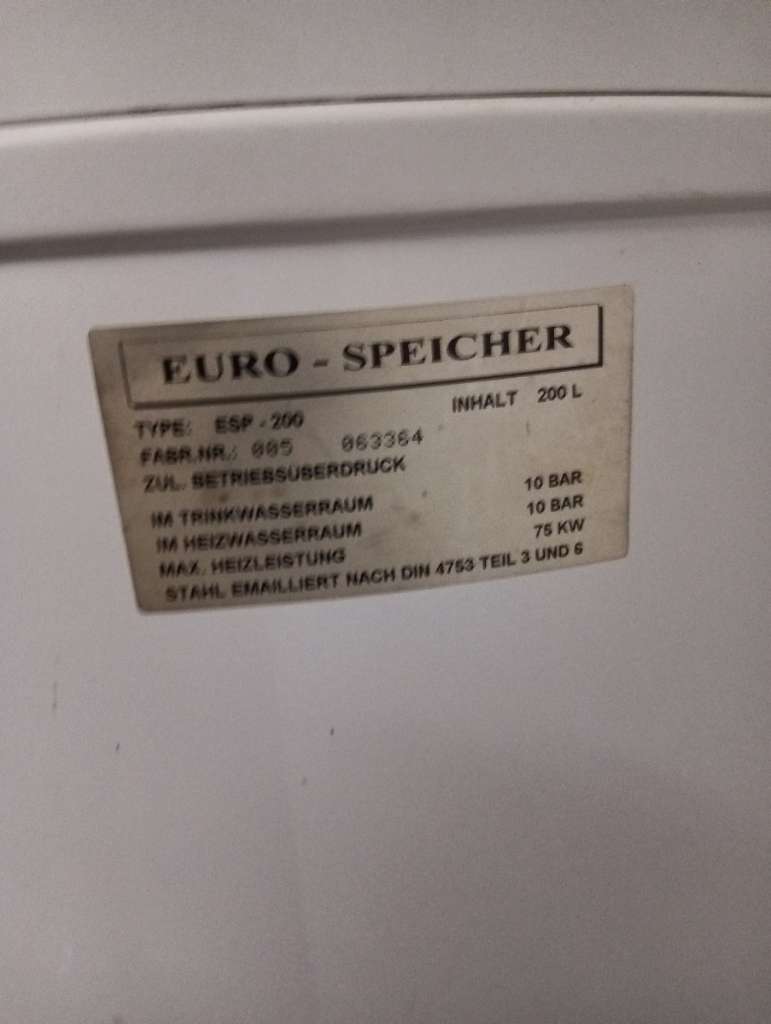 EURO - SPEICHER
TYPE: ESP - 200 INHALT 200 L
FABR.NR.: 005 063364
ZUL. BETRIEBSÜBERDRUCK
IM TRINKWASSERRAUM 10 BAR
IM HEIZWASSERRAUM 10 BAR
MAX. HEIZLEISTUNG 75 KW
STAHL EMAILLIERT NACH DIN 4753 TEIL 3 UND 6